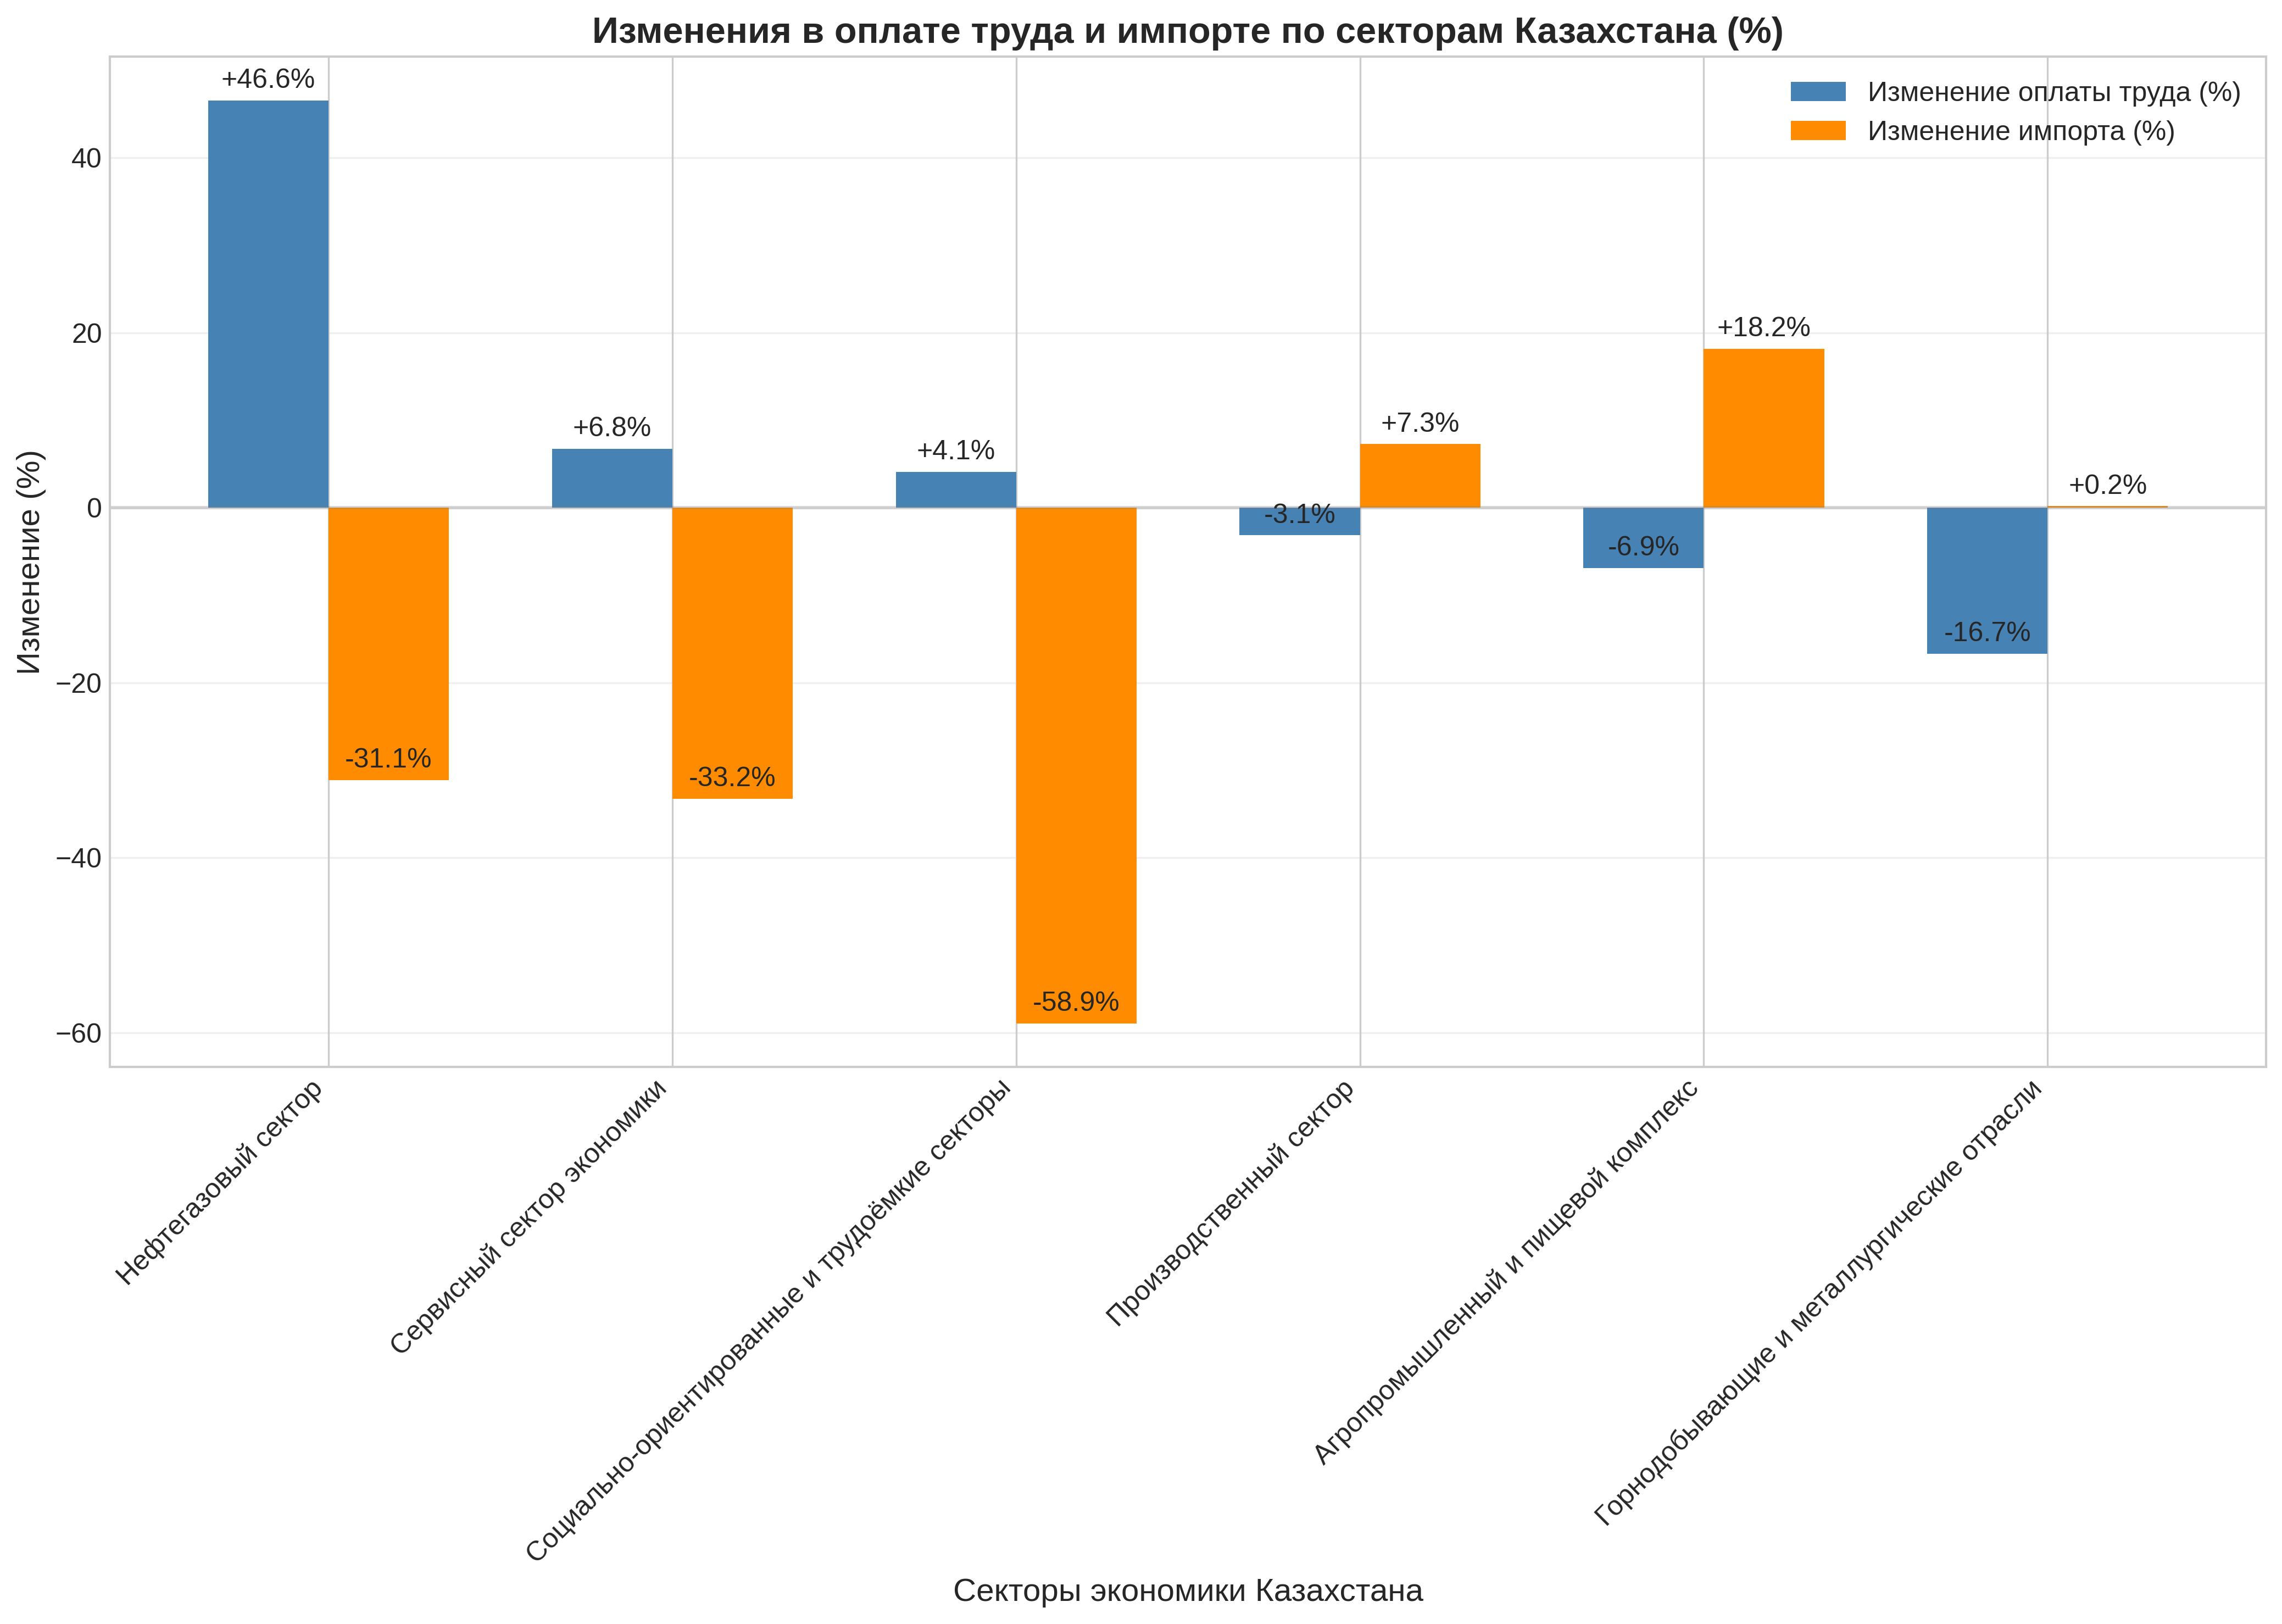 Изменения в оплате труда и импорте по секторам Казахстана (%)
Изменение оплаты труда (%)
Изменение импорта (%)
Изменение (%)
40
20
0
−20
−40
−60
+46.6%
-31.1%
+6.8%
-33.2%
+4.1%
-58.9%
-3.1%
+7.3%
-6.9%
+18.2%
-16.7%
+0.2%
Нефтегазовый сектор
Сервисный сектор экономики
Социально-ориентированные и трудоёмкие секторы
Производственный сектор
Агропромышленный и пищевой комплекс
Горнодобывающие и металлургические отрасли
Секторы экономики Казахстана